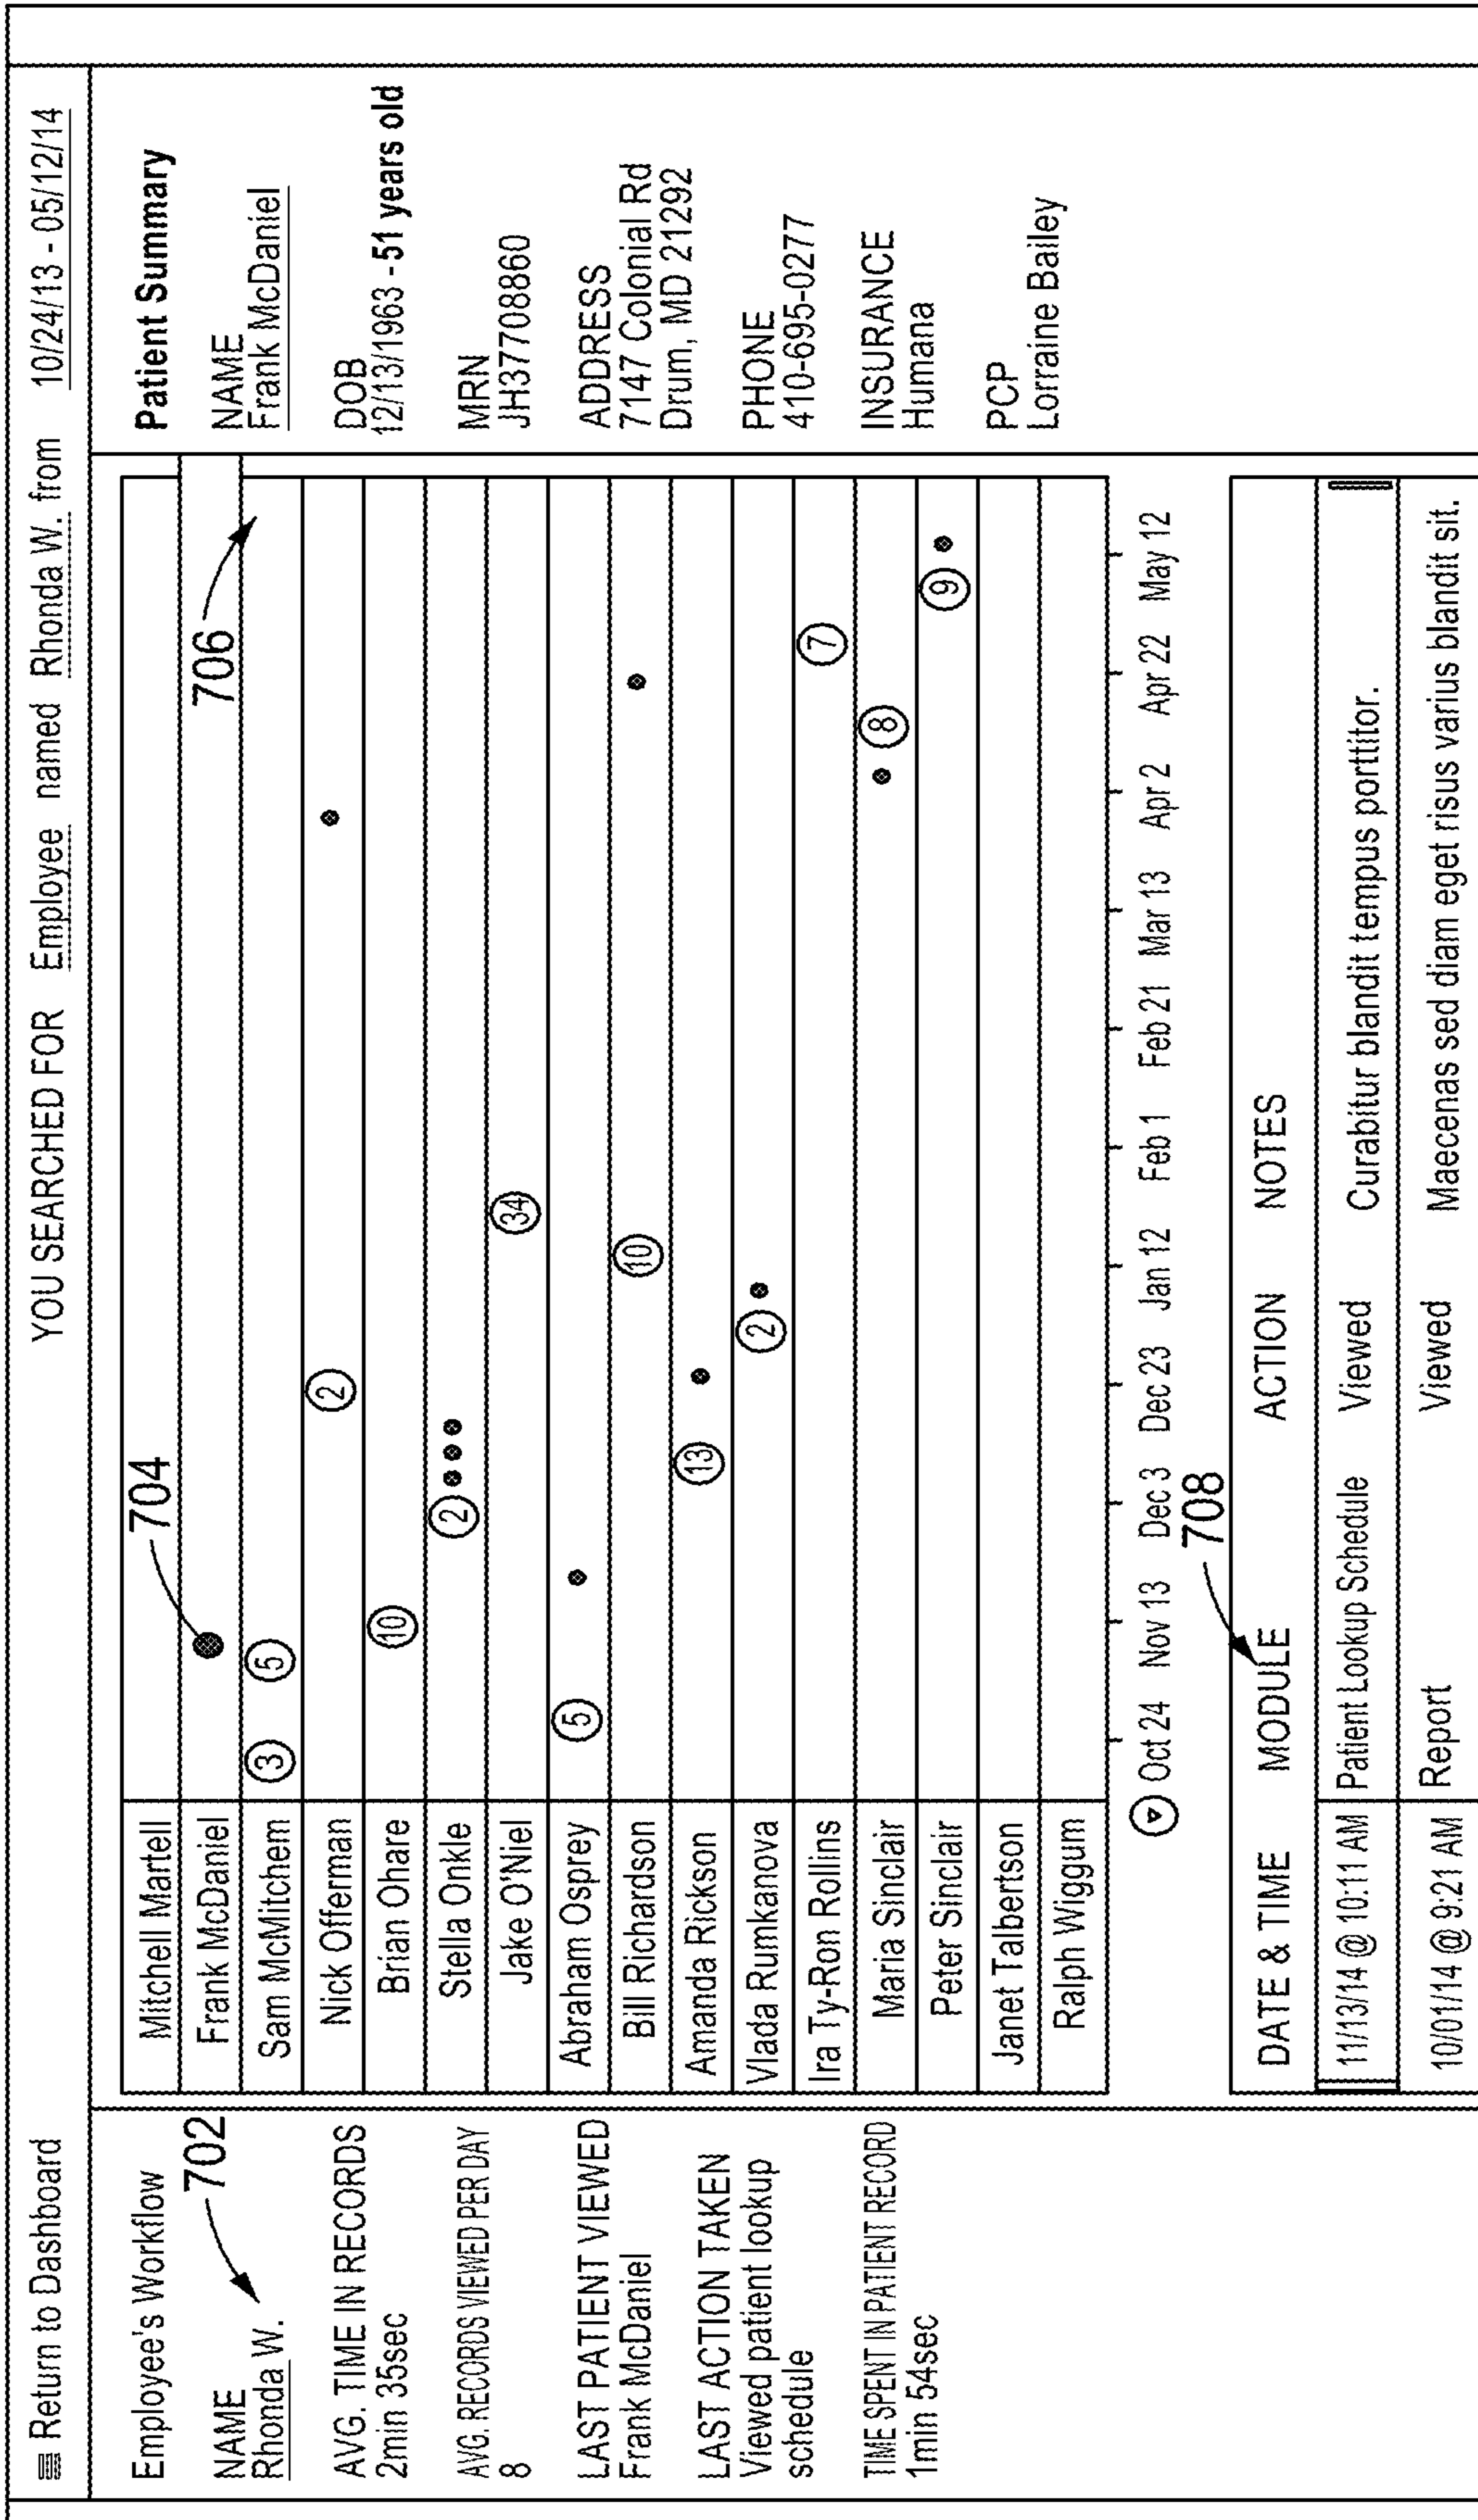 Return to Dashboard
YOU SEARCHED FOR Employee named Rhonda W. from 10/24/13 - 05/12/14
Employee's Workflow
702
NAME
Rhonda W.
AVG. TIME IN RECORDS
2min 35sec
AVG. RECORDS VIEWED PER DAY
8
LAST PATIENT VIEWED
Frank McDaniel
LAST ACTION TAKEN
Viewed patient lookup
schedule
TIME SPENT IN PATIENT RECORD
1min 54sec
704
706
Mitchell Martell
Frank McDaniel
Sam McMitchem 3 6
Nick Offerman 2
Brian Ohare 10
Stella Onkle 2
Jake O'Niel 34
Abraham Osprey 5
Bill Richardson 10
Amanda Rickson 13
Vlada Rumkanova 2
Ira Ty-Ron Rollins 7
Maria Sinclair 8
Peter Sinclair 9
Janet Talbertson
Ralph Wiggum
Oct 24 Nov 13 Dec 3 Dec 23 Jan 12 Feb 1 Feb 21 Mar 13 Apr 2 Apr 22 May 12
708
DATE & TIME MODULE ACTION NOTES
11/13/14 @ 10:11 AM Patient Lookup Schedule Viewed Curabitur blandit tempus porttitor.
10/01/14 @ 9:21 AM Report Viewed Maecenas sed diam eget risus varius blandit sit.
Patient Summary
NAME
Frank McDaniel
DOB
12/13/1963 - 51 years old
MRN
JH37708860
ADDRESS
7147 Colonial Rd
Drum, MD 21292
PHONE
410-695-0277
INSURANCE
Humana
PCP
Lorraine Bailey